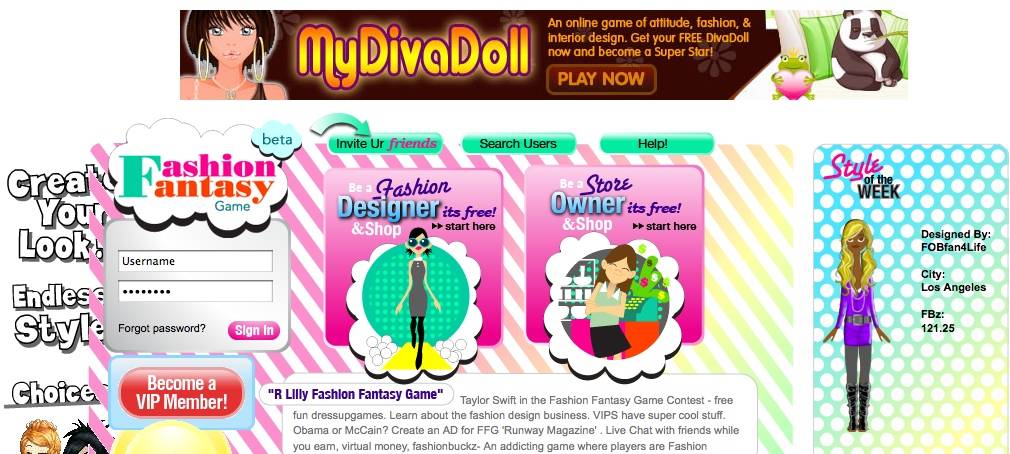 MyDivaDoll
An online game of attitude, fashion, &
interior design. Get your FREE DivaDoll
now and become a Super Star!
PLAY NOW
beta
Fashion
Fantasy
Game
Invite Ur friends
Search Users
Help!
Create
Your
Look.
Endless
Style
Choices
Username
Forgot password?
Sign In
Become a
VIP Member!
Be a Fashion
Designer its free!
&Shop
start here
Be a Store
Owner its free!
&Shop
start here
Style
of the
WEEK
Designed By:
FOBfan4Life
City:
Los Angeles
FBz:
121.25
"R Lilly Fashion Fantasy Game"
Taylor Swift in the Fashion Fantasy Game Contest - free
fun dressupgames. Learn about the fashion design business. VIPS have super cool stuff.
Obama or McCain? Create an AD for FFG 'Runway Magazine' . Live Chat with friends while
you earn, virtual money, fashionbuckz- An addicting game where players are Fashion